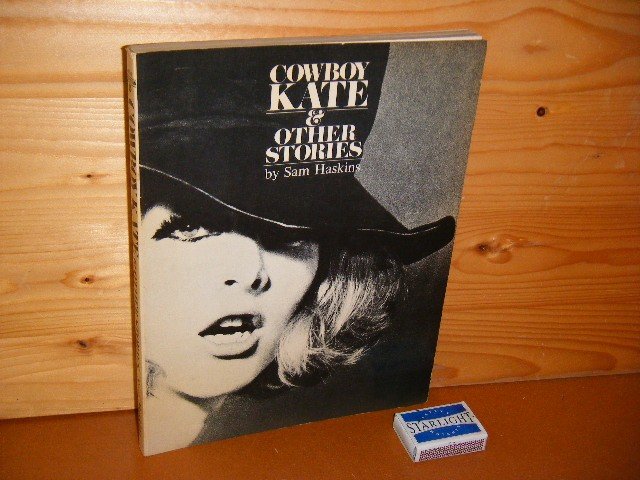 COWBOY
KATE
&
OTHER
STORIES
by Sam Haskins
STARLIGHT